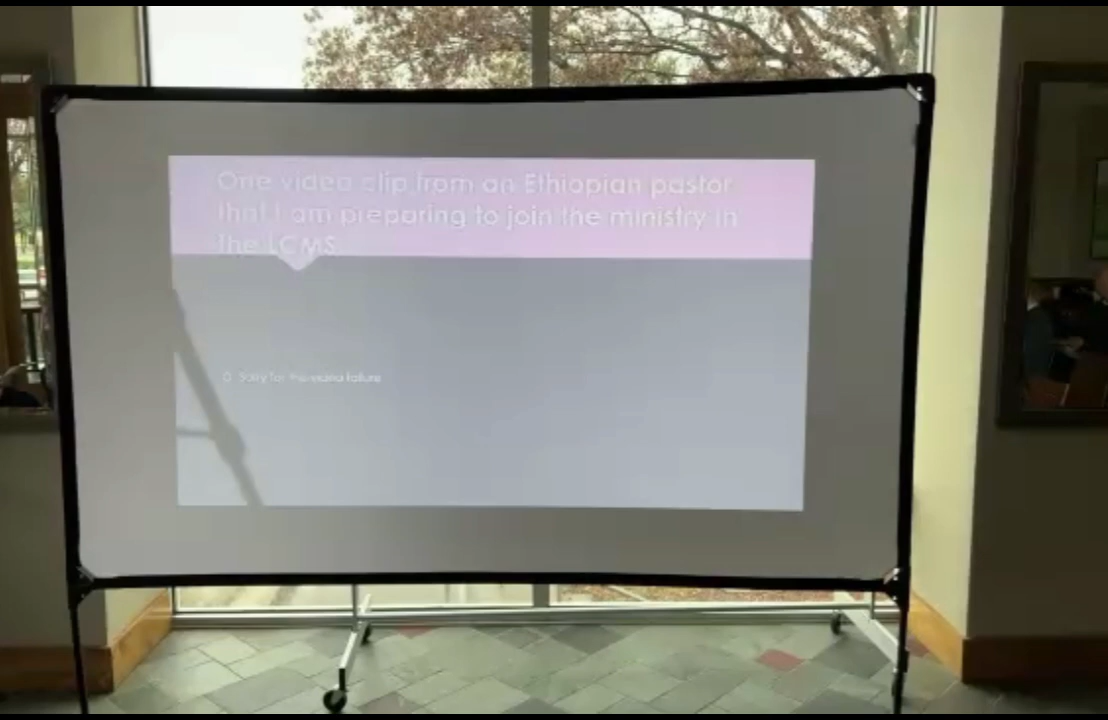 One video clip from an Ethiopian pastor
that I am preparing to join the ministry in
the LCMS
Sorry for the failure